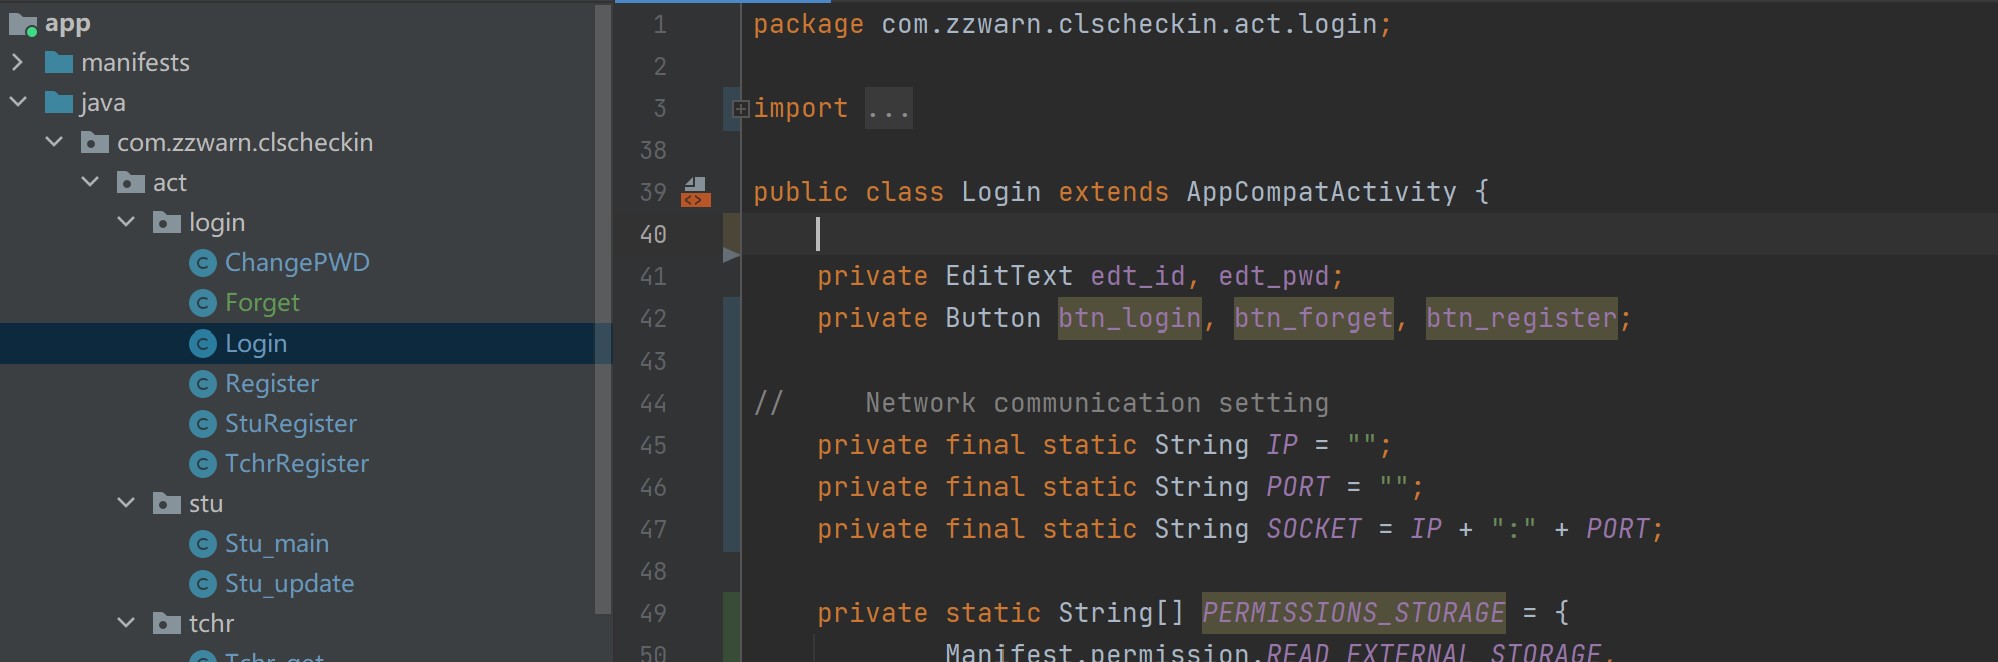 app
manifests
java
com.zzwarn.clscheckin
act
login
ChangePWD
Forget
Login
Register
StuRegister
TchrRegister
stu
Stu_main
Stu_update
tchr
Tchr_get
1 package com.zzwarn.clscheckin.act.login;
2
3 import ...
38
39 public class Login extends AppCompatActivity {
40
41 private EditText edt_id, edt_pwd;
42 private Button btn_login, btn_forget, btn_register;
43
44 // Network communication setting
45 private final static String IP = "";
46 private final static String PORT = "";
47 private final static String SOCKET = IP + ":" + PORT;
48
49 private static String[] PERMISSIONS_STORAGE = {
50 Manifest.permission.READ_EXTERNAL_STORAGE,